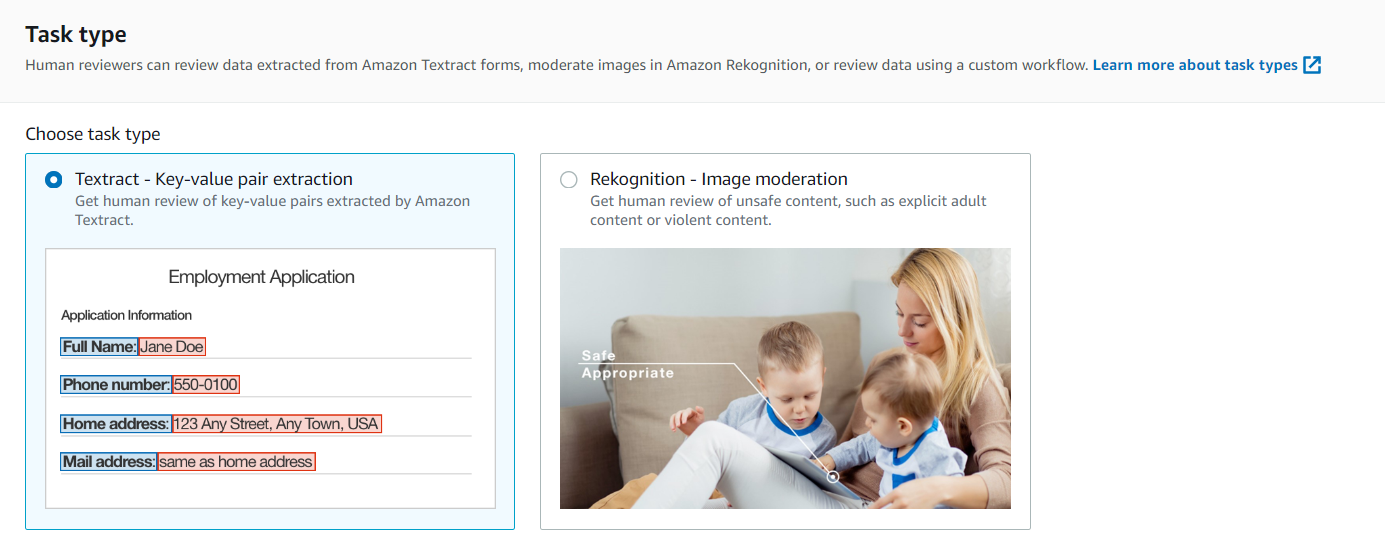 Task type
Human reviewers can review data extracted from Amazon Textract forms, moderate images in Amazon Rekognition, or review data using a custom workflow. Learn more about task types
Choose task type
Textract - Key-value pair extraction
Get human review of key-value pairs extracted by Amazon
Textract.
Employment Application
Application Information
Full Name: Jane Doe
Phone number: 550-0100
Home address: 123 Any Street, Any Town, USA
Mail address: same as home address
Rekognition - Image moderation
Get human review of unsafe content, such as explicit adult
content or violent content.
Safe
Appropriate